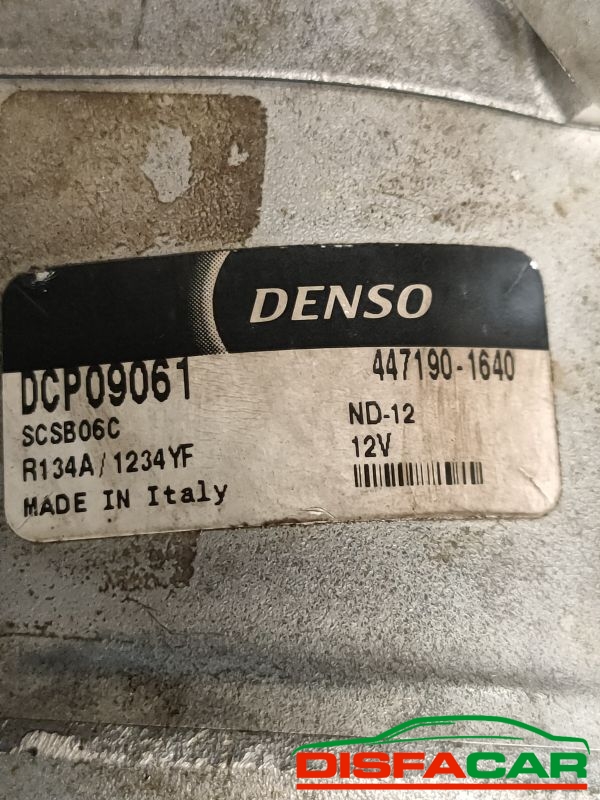 DENSO
DCP09061 447190-1640
SCSB06C ND-12
R134A/1234YF 12V
MADE IN Italy
DISFACAR